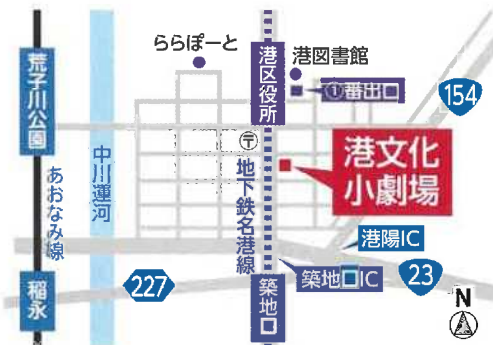 ららぽーと
港図書館
荒子川公園
港区役所
①番出口
154
中川運河
〒
港文化
小劇場
あおなみ線
地下鉄名港線
港陽IC
稲永
227
築地口IC
23
築地口
N